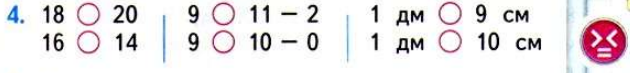 4. 18 ○ 20 9 ○ 11 – 2 1 дм ○ 9 см
16 ○ 14 9 ○ 10 – 0 1 дм ○ 10 см